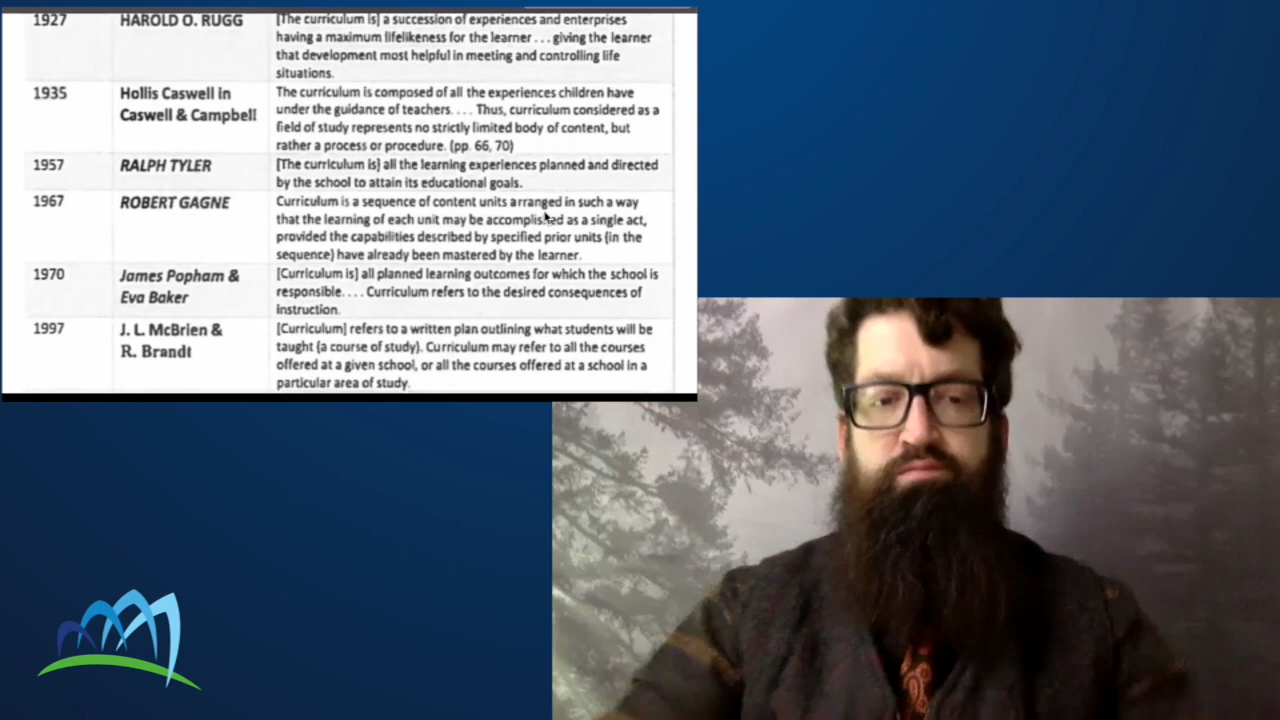 1927 HAROLD O. RUGG [The curriculum is] a succession of experiences and enterprises
having a maximum lifelikeness for the learner . . . giving the learner
that development most helpful in meeting and controlling life
situations.
1935 Hollis Caswell in The curriculum is composed of all the experiences children have
Caswell & Campbell under the guidance of teachers. . . . Thus, curriculum considered as a
field of study represents no strictly limited body of content, but
rather a process or procedure. (pp. 66, 70)
1957 RALPH TYLER [The curriculum is] all the learning experiences planned and directed
by the school to attain its educational goals.
1967 ROBERT GAGNE Curriculum is a sequence of content units arranged in such a way
that the learning of each unit may be accomplished as a single act,
provided the capabilities described by specified prior units (in the
sequence) have already been mastered by the learner.
1970 James Popham & [Curriculum is] all planned learning outcomes for which the school is
Eva Baker responsible. . . . Curriculum refers to the desired consequences of
instruction.
1997 J. L. McBrien & [Curriculum] refers to a written plan outlining what students will be
R. Brandt taught (a course of study). Curriculum may refer to all the courses
offered at a given school, or all the courses offered at a school in a
particular area of study.